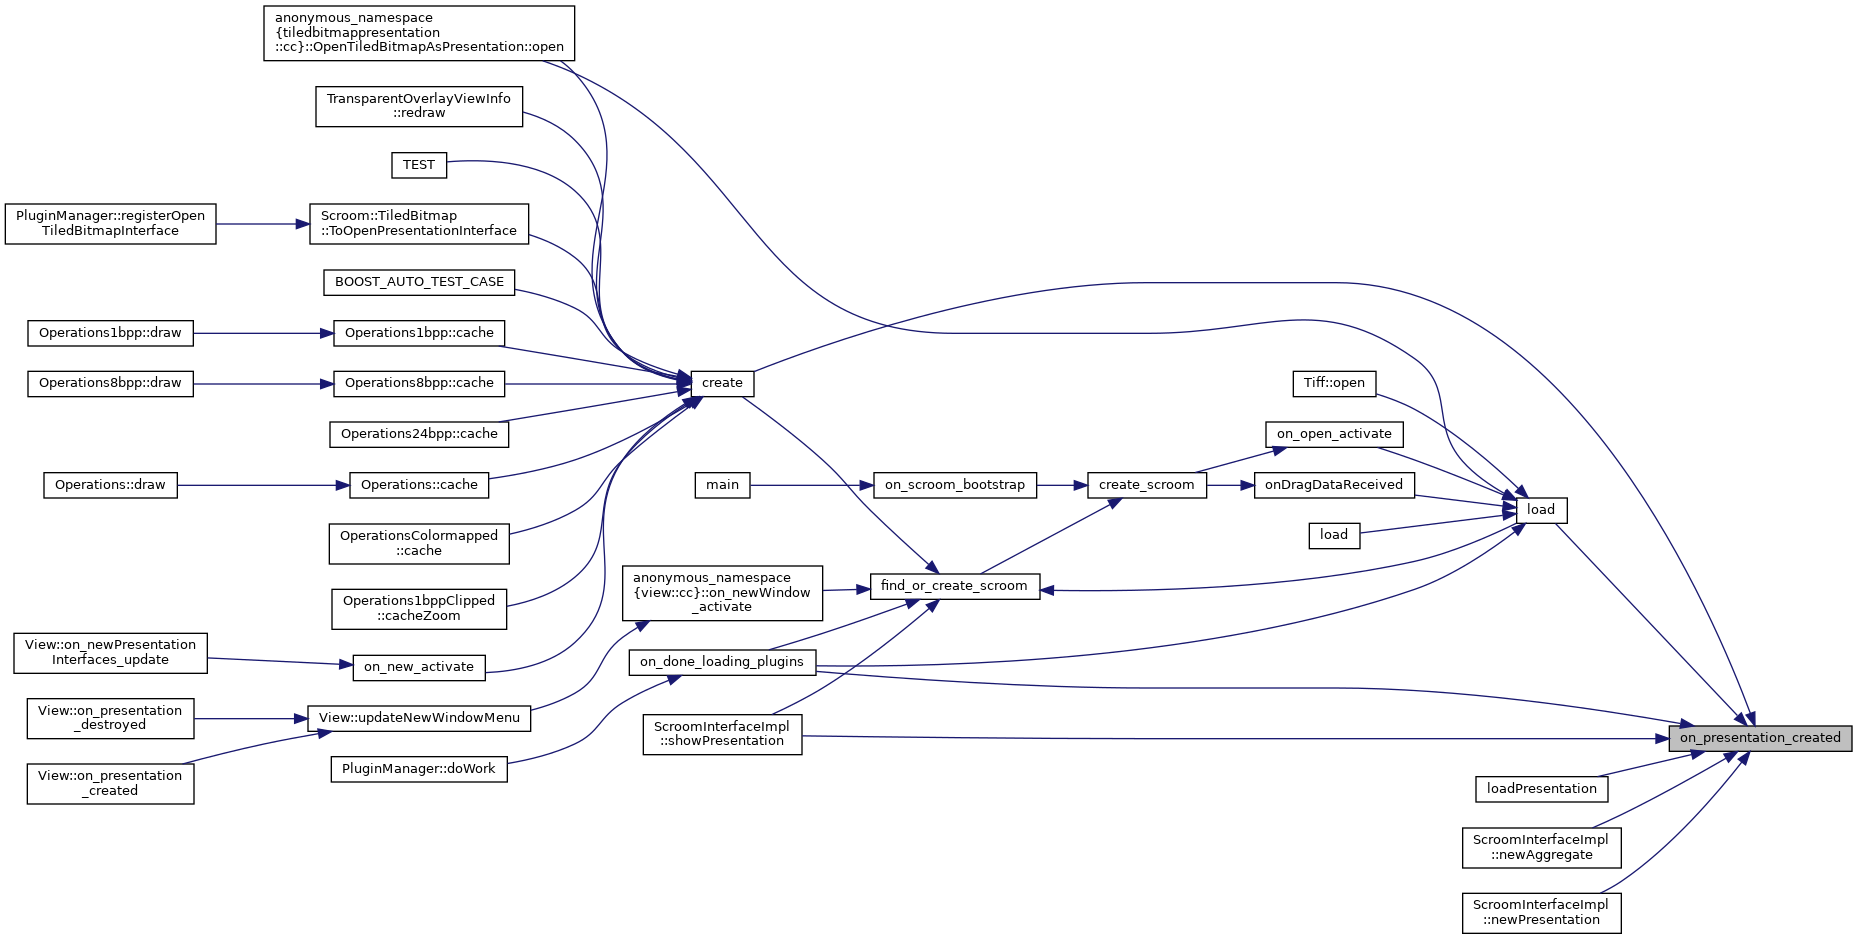 anonymous_namespace
{tiledbitmappresentation
::cc}::OpenTiledBitmapAsPresentation::open
TransparentOverlayViewInfo
::redraw
TEST
PluginManager::registerOpen
TiledBitmapInterface
Scroom::TiledBitmap
::ToOpenPresentationInterface
BOOST_AUTO_TEST_CASE
Operations1bpp::draw
Operations1bpp::cache
Operations8bpp::draw
Operations8bpp::cache
create
Tiff::open
Operations24bpp::cache
on_open_activate
Operations::draw
Operations::cache
main
on_scroom_bootstrap
create_scroom
onDragDataReceived
load
OperationsColormapped
::cache
load
anonymous_namespace
{view::cc}::on_newWindow
_activate
find_or_create_scroom
Operations1bppClipped
::cacheZoom
View::on_newPresentation
Interfaces_update
on_new_activate
on_done_loading_plugins
View::on_presentation
_destroyed
View::updateNewWindowMenu
ScroomInterfaceImpl
::showPresentation
on_presentation_created
View::on_presentation
_created
PluginManager::doWork
loadPresentation
ScroomInterfaceImpl
::newAggregate
ScroomInterfaceImpl
::newPresentation